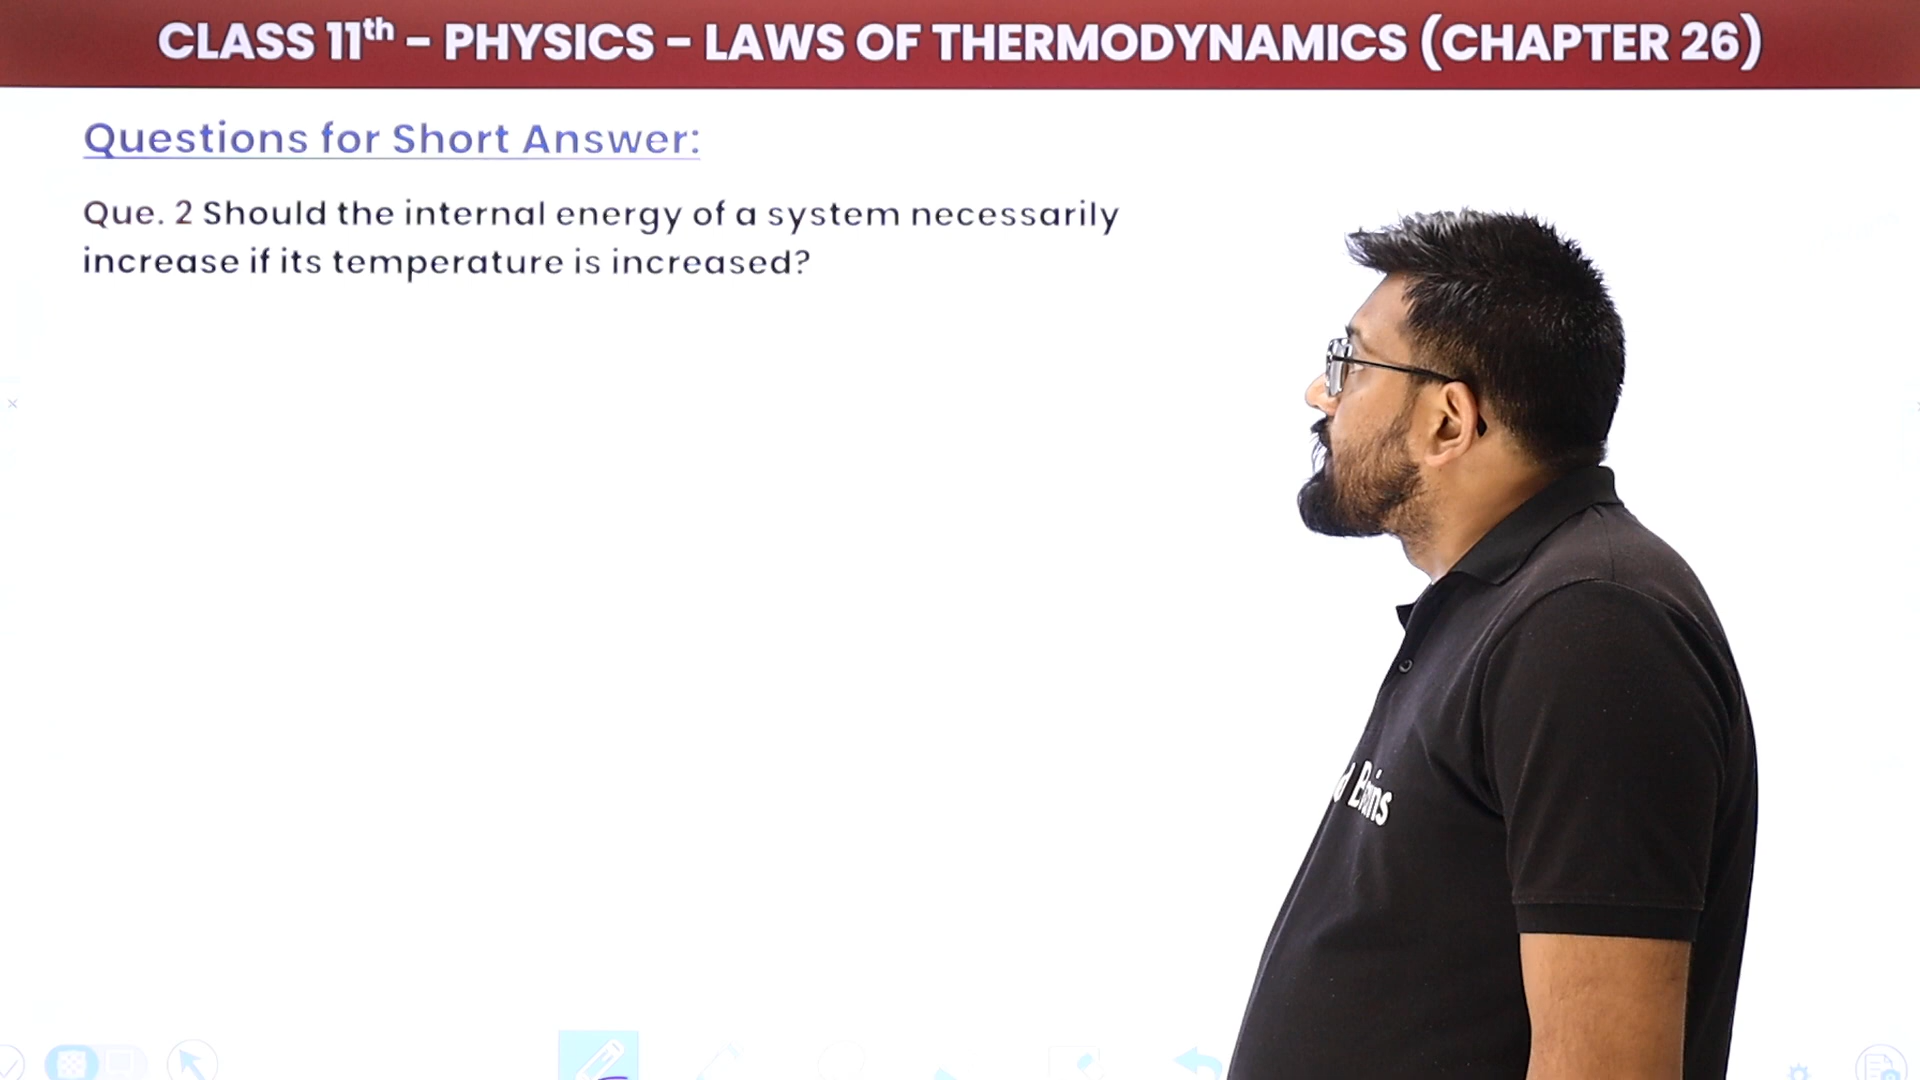 CLASS 11th - PHYSICS - LAWS OF THERMODYNAMICS (CHAPTER 26)
Questions for Short Answer:
Que. 2 Should the internal energy of a system necessarily
increase if its temperature is increased?